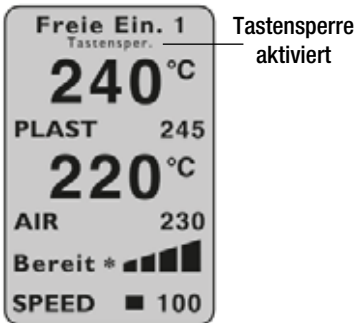 Freie Ein. 1
Tastensper.
240°C
PLAST 245
220°C
AIR 230
Bereit *
SPEED 100
Tastensperre
aktiviert